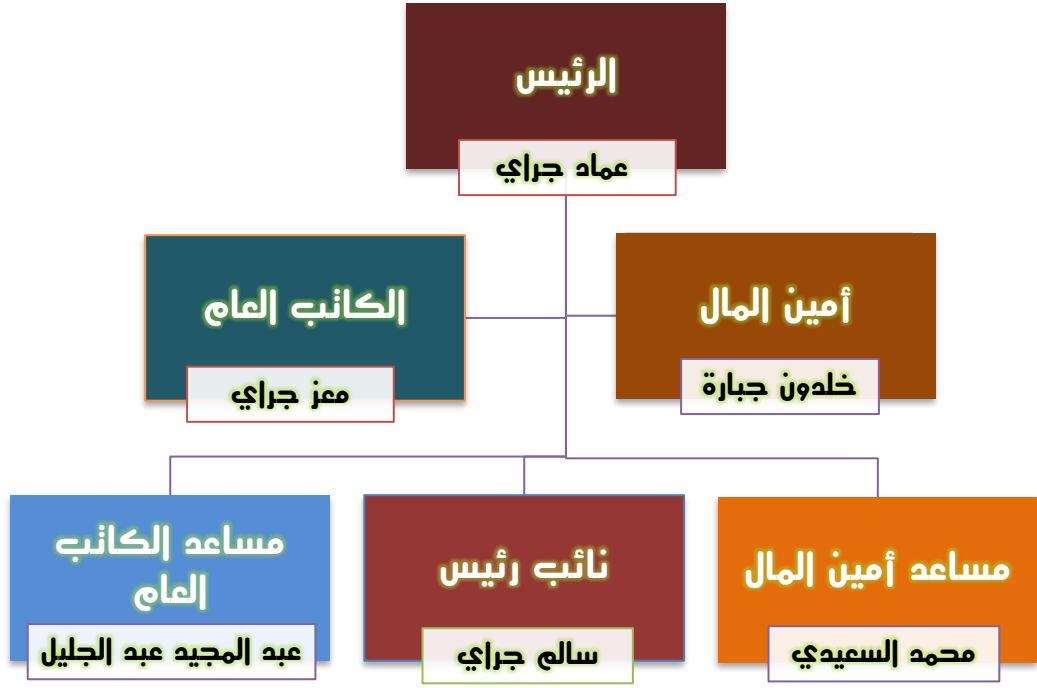 الرئيس
عماد جراي
أمين المال
خلدون جبارة
الكاتب العام
معز جراي
مساعد أمين المال
محمد السعيدي
نائب رئيس
سالم جراي
مساعد الكاتب
العام
عبد المجيد عبد الجليل